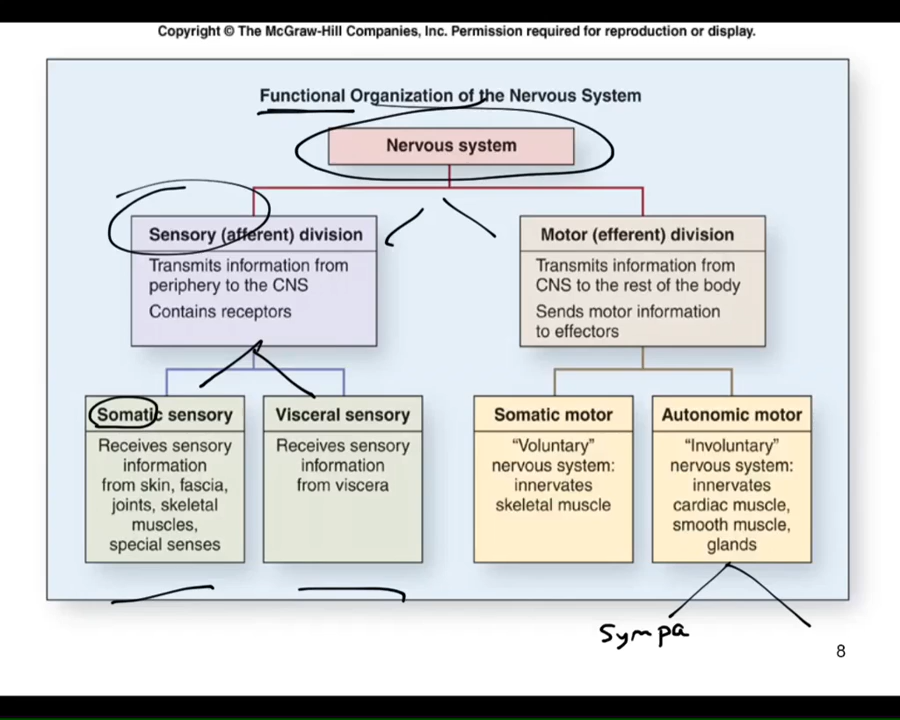 Copyright © The McGraw-Hill Companies, Inc. Permission required for reproduction or display.
Functional Organization of the Nervous System
Nervous system
Sensory (afferent) division
Transmits information from
periphery to the CNS
Contains receptors
Motor (efferent) division
Transmits information from
CNS to the rest of the body
Sends motor information
to effectors
Somatic sensory
Receives sensory
information
from skin, fascia,
joints, skeletal
muscles,
special senses
Visceral sensory
Receives sensory
information
from viscera
Somatic motor
“Voluntary”
nervous system:
innervates
skeletal muscle
Autonomic motor
“Involuntary”
nervous system:
innervates
cardiac muscle,
smooth muscle,
glands
Sympa
8